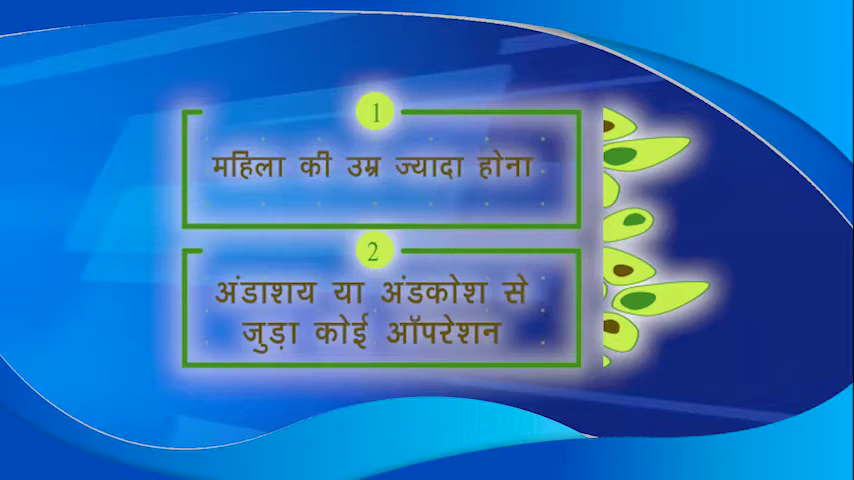 1
महिला की उम्र ज्यादा होना
2
अंडाशय या अंडकोश से
जुड़ा कोई ऑपरेशन